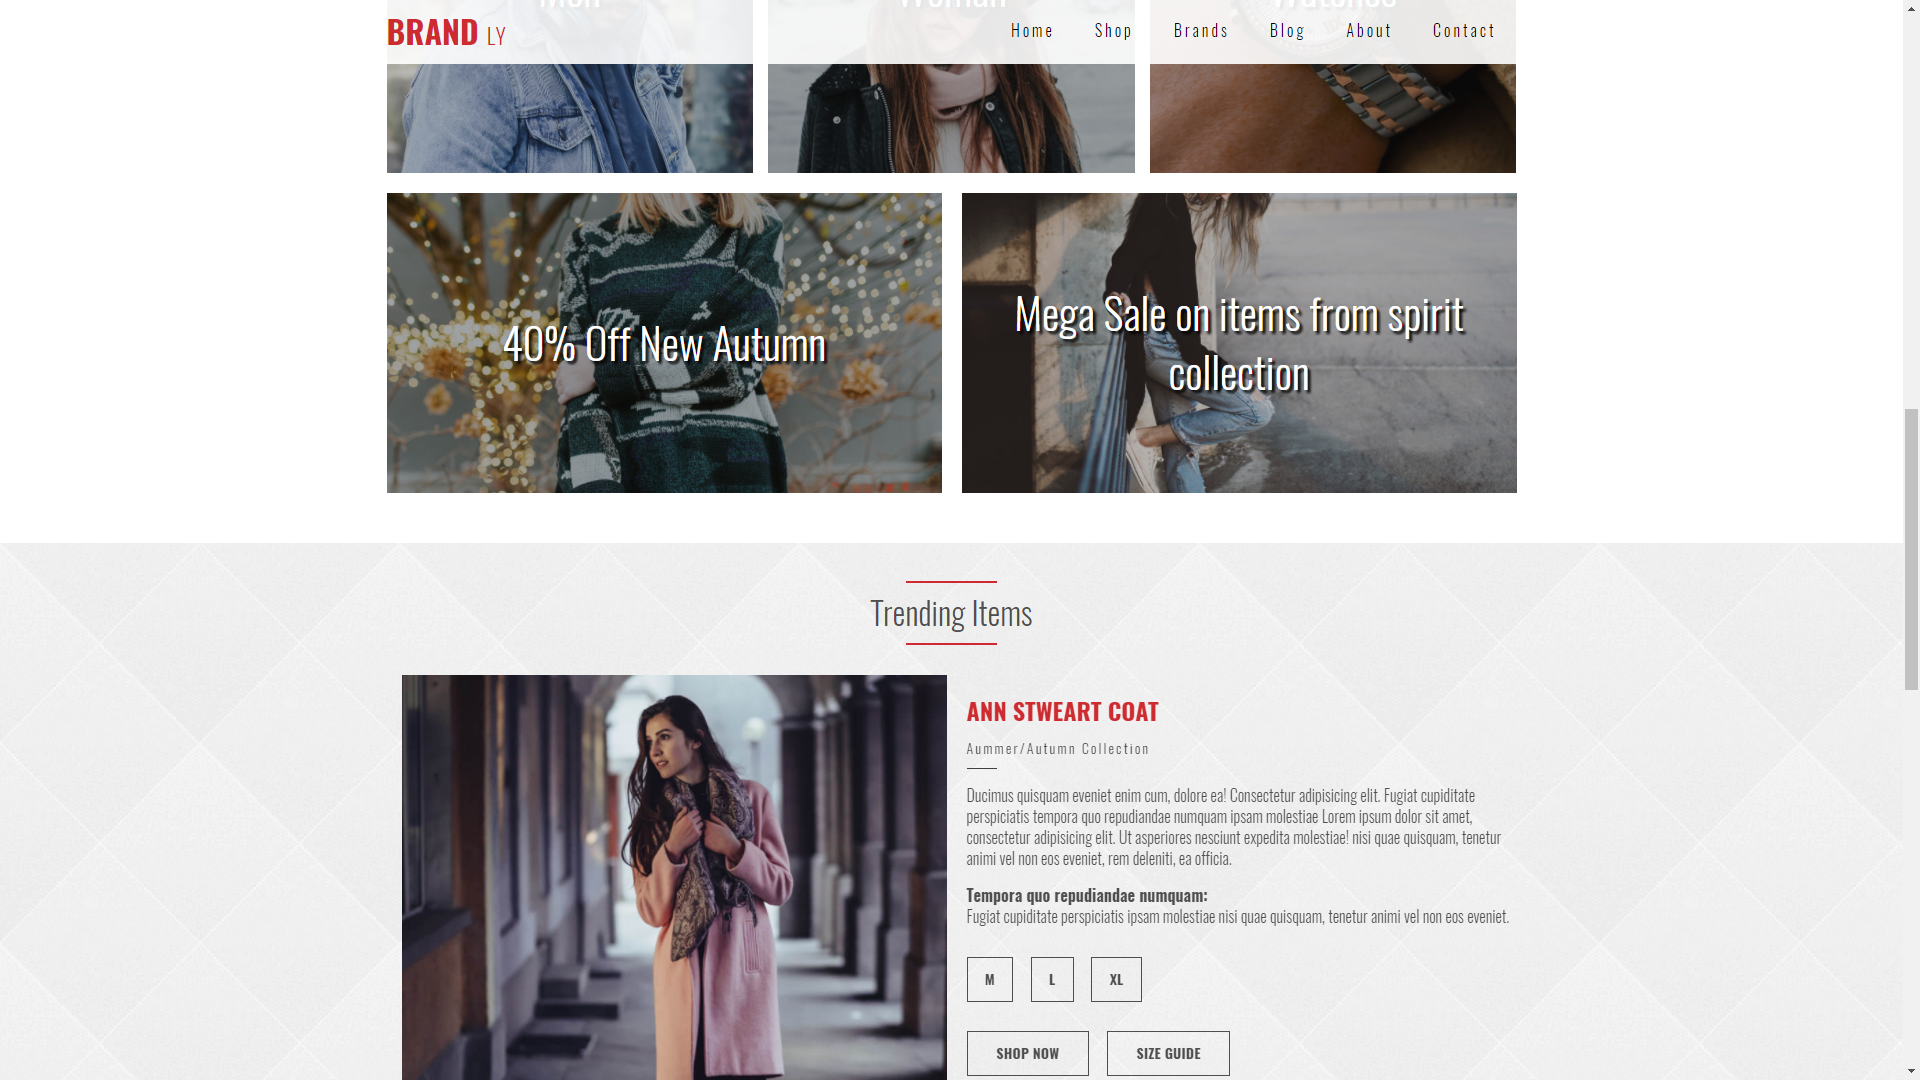 Men
Woman
Watches
BRAND LY
Home Shop Brands Blog About Contact
40% Off New Autumn
Mega Sale on items from spirit
collection
Trending Items
ANN STWEART COAT
Aummer/Autumn Collection
Ducimus quisquam eveniet enim cum, dolore ea! Consectetur adipisicing elit. Fugiat cupiditate
perspiciatis tempora quo repudiandae numquam ipsam molestiae Lorem ipsum dolor sit amet,
consectetur adipisicing elit. Ut asperiores nesciunt expedita molestiae! nisi quae quisquam, tenetur
animi vel non eos eveniet, rem deleniti, ea officia.
Tempora quo repudiandae numquam:
Fugiat cupiditate perspiciatis ipsam molestiae nisi quae quisquam, tenetur animi vel non eos eveniet.
M L XL
SHOP NOW SIZE GUIDE